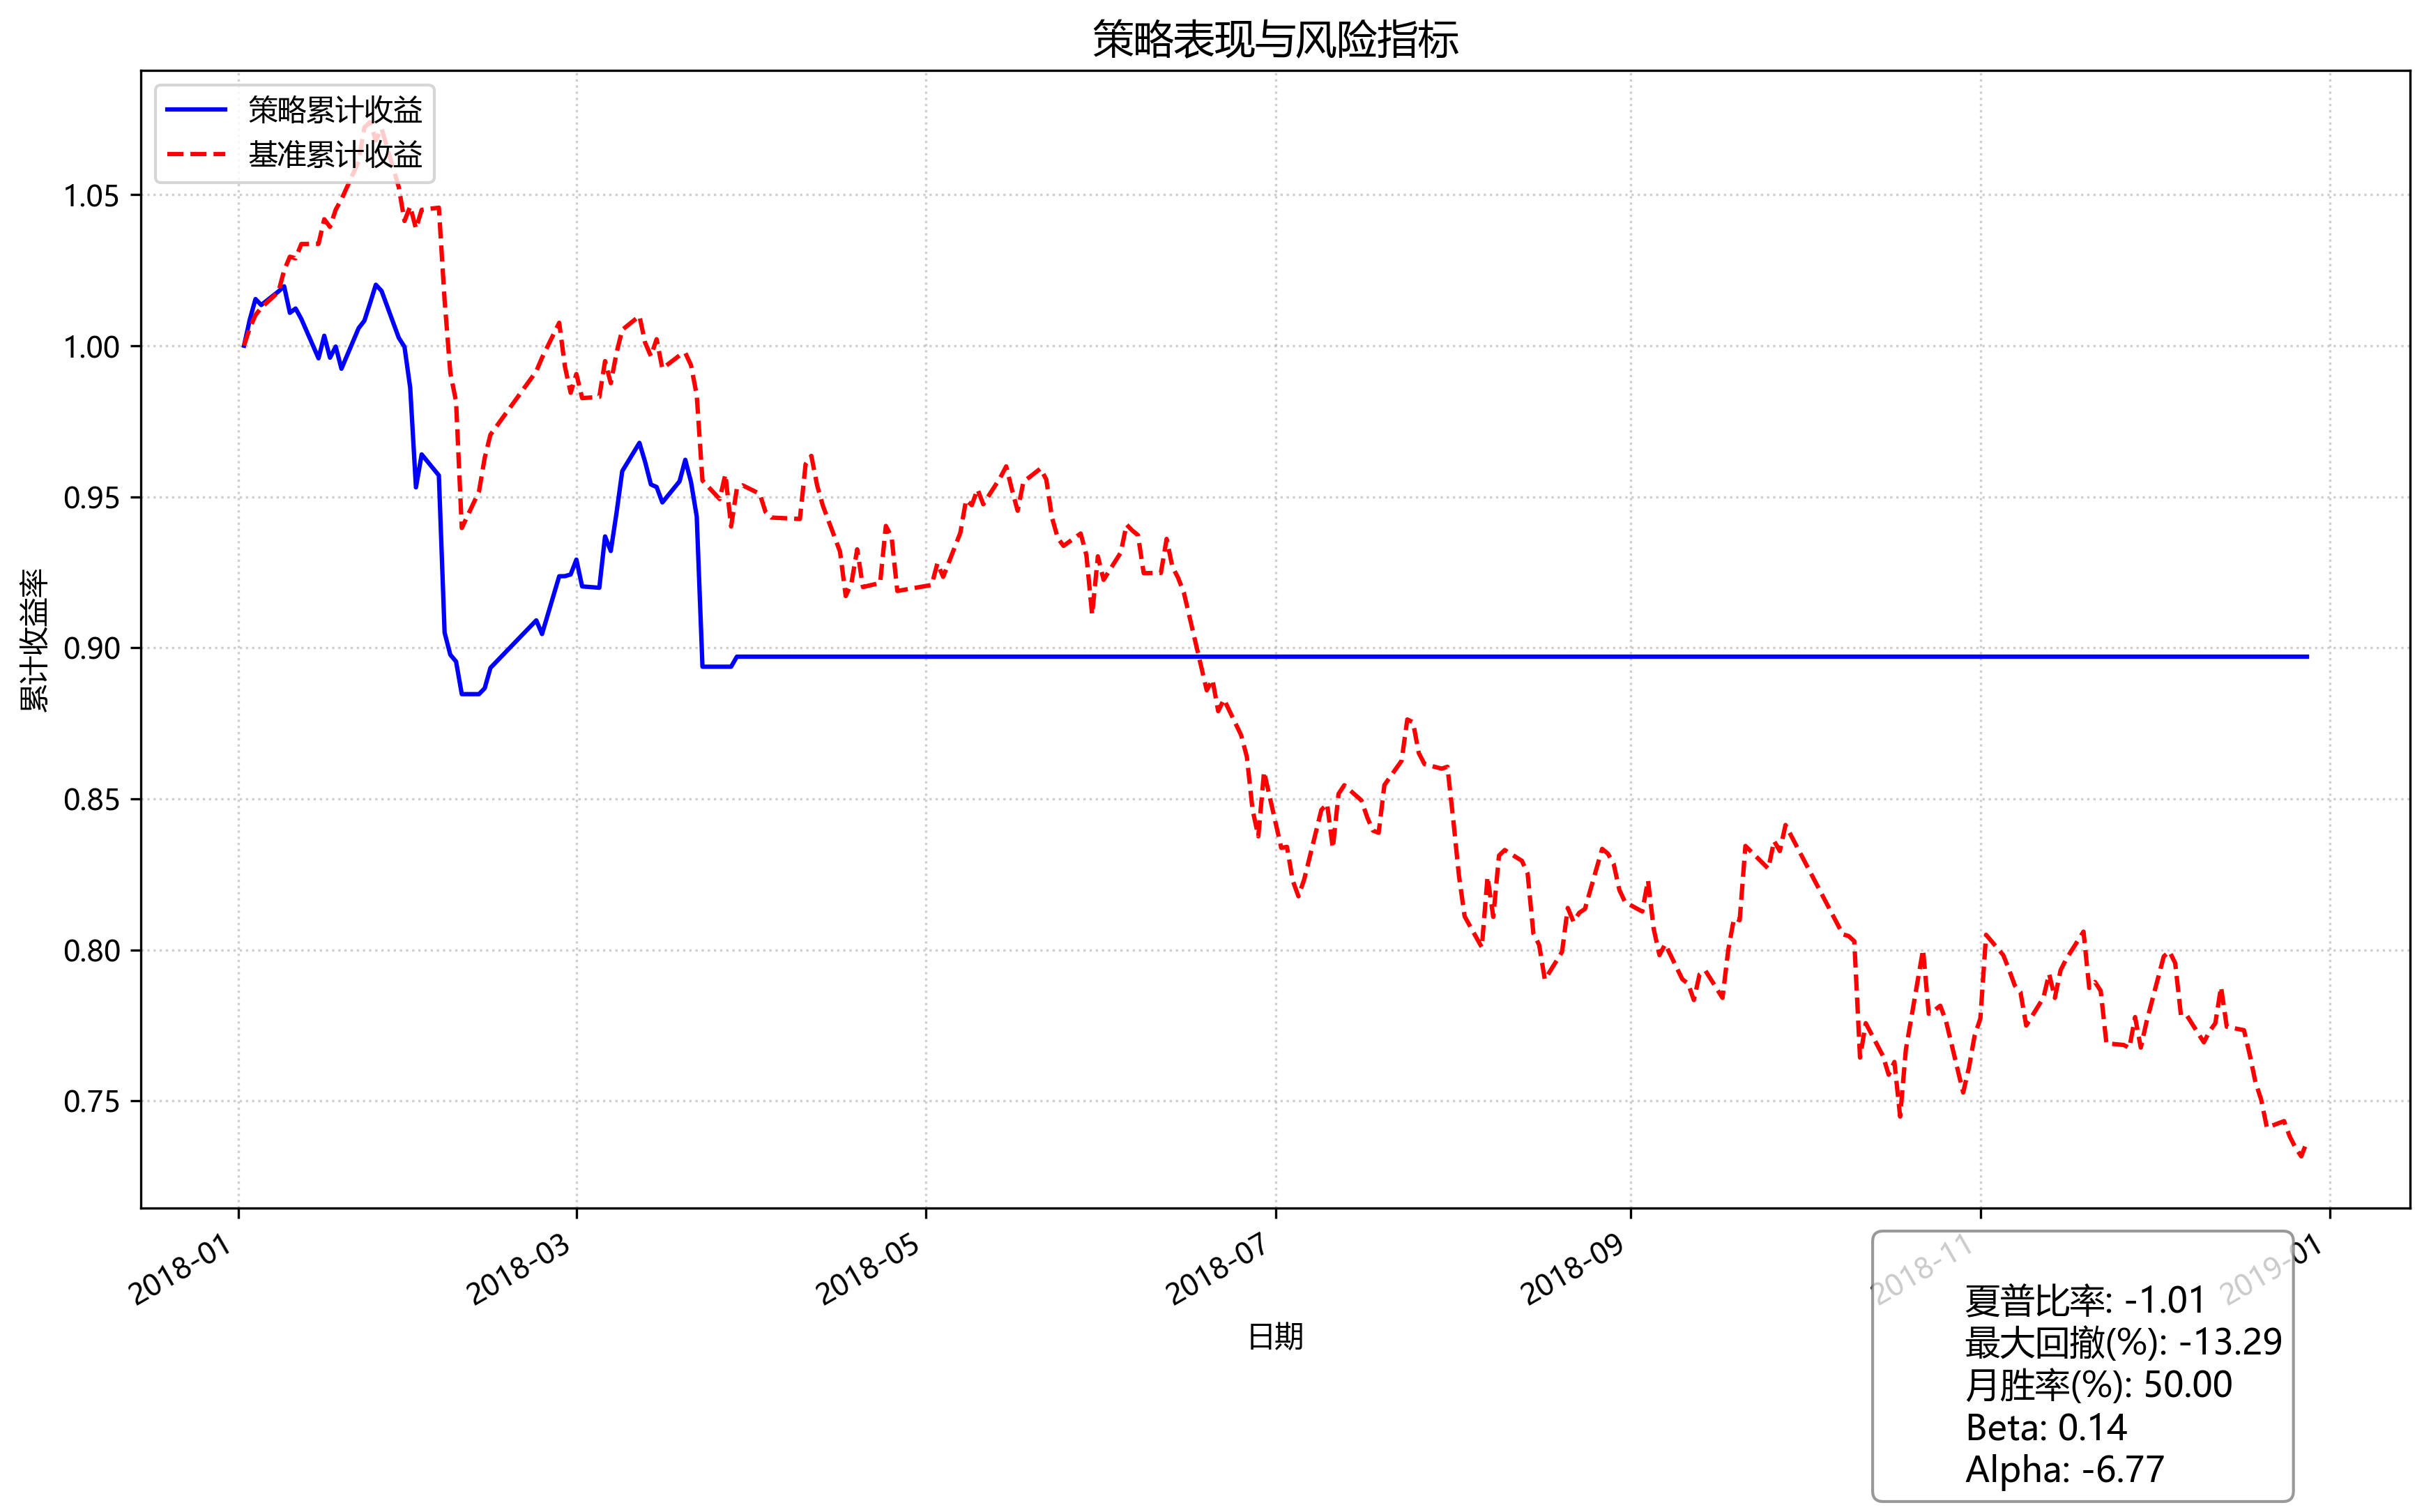 策略表现与风险指标
策略累计收益
基准累计收益
累计收益率
1.05
1.00
0.95
0.90
0.85
0.80
0.75
2018-01
2018-03
2018-05
2018-07
2018-09
2018-11
2019-01
日期
夏普比率: -1.01
最大回撤(%): -13.29
月胜率(%): 50.00
Beta: 0.14
Alpha: -6.77